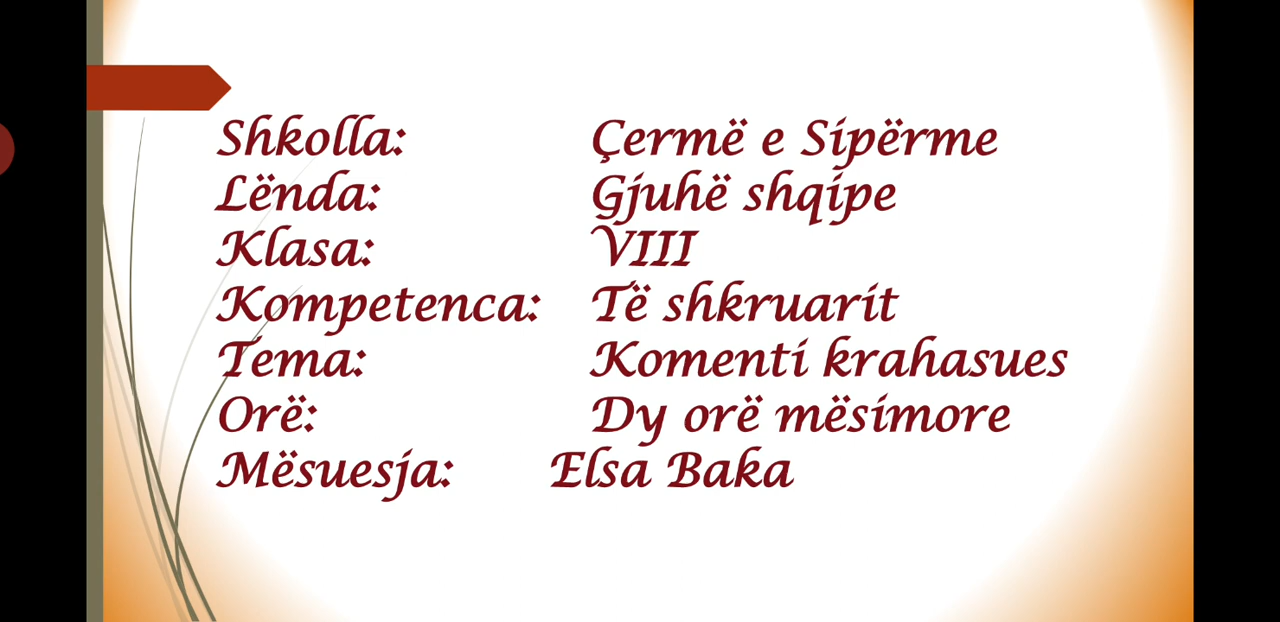 Shkolla: Çermë e Sipërme
Lënda: Gjuhë shqipe
Klasa: VIII
Kompetenca: Të shkruarit
Tema: Komenti krahasues
Orë: Dy orë mësimore
Mësuesja: Elsa Baka